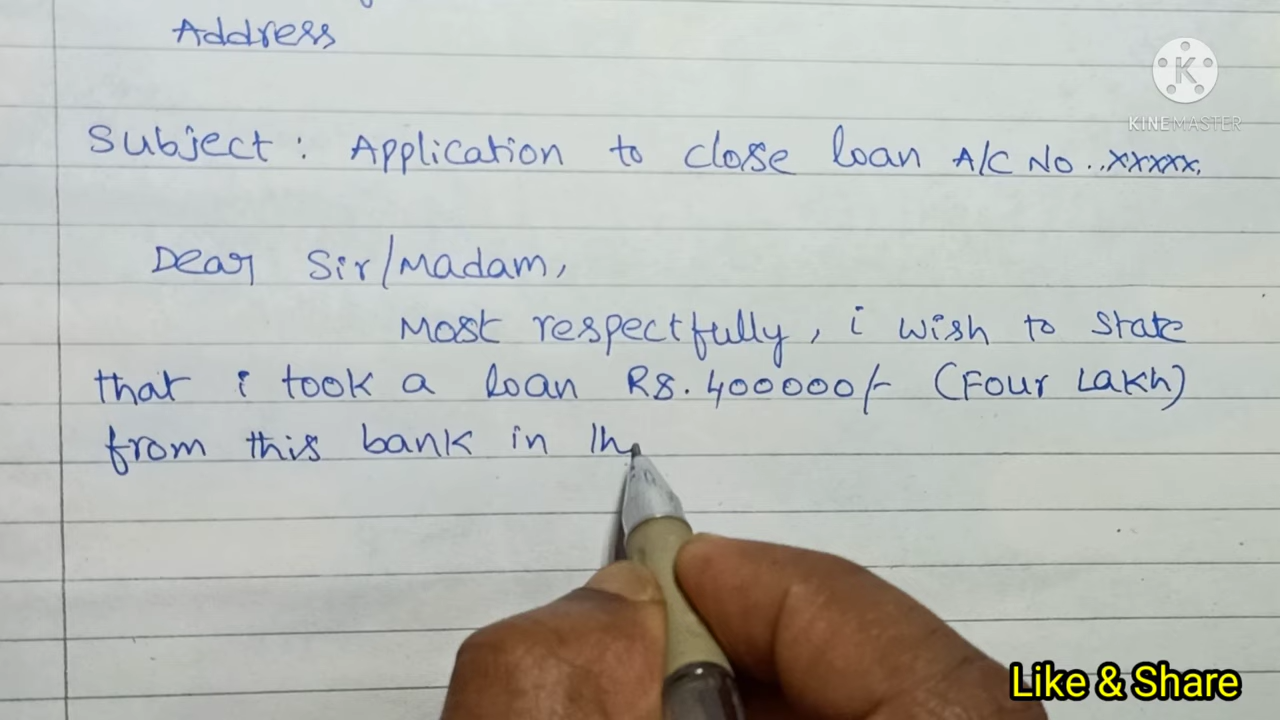 Address
KINEMASTER
Subject: Application to close loan A/C No..xxxxx.
Dear Sir/Madam,
Most respectfully, i wish to state
that i took a loan RS. 400000/- (Four Lakh)
from this bank in th
Like & Share